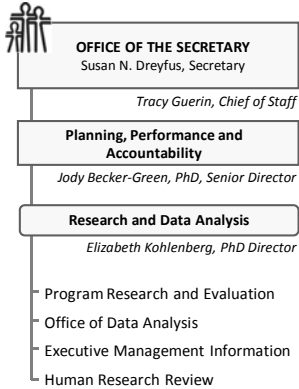 OFFICE OF THE SECRETARY
Susan N. Dreyfus, Secretary
Tracy Guerin, Chief of Staff
Planning, Performance and
Accountability
Jody Becker-Green, PhD, Senior Director
Research and Data Analysis
Elizabeth Kohlenberg, PhD Director
Program Research and Evaluation
Office of Data Analysis
Executive Management Information
Human Research Review